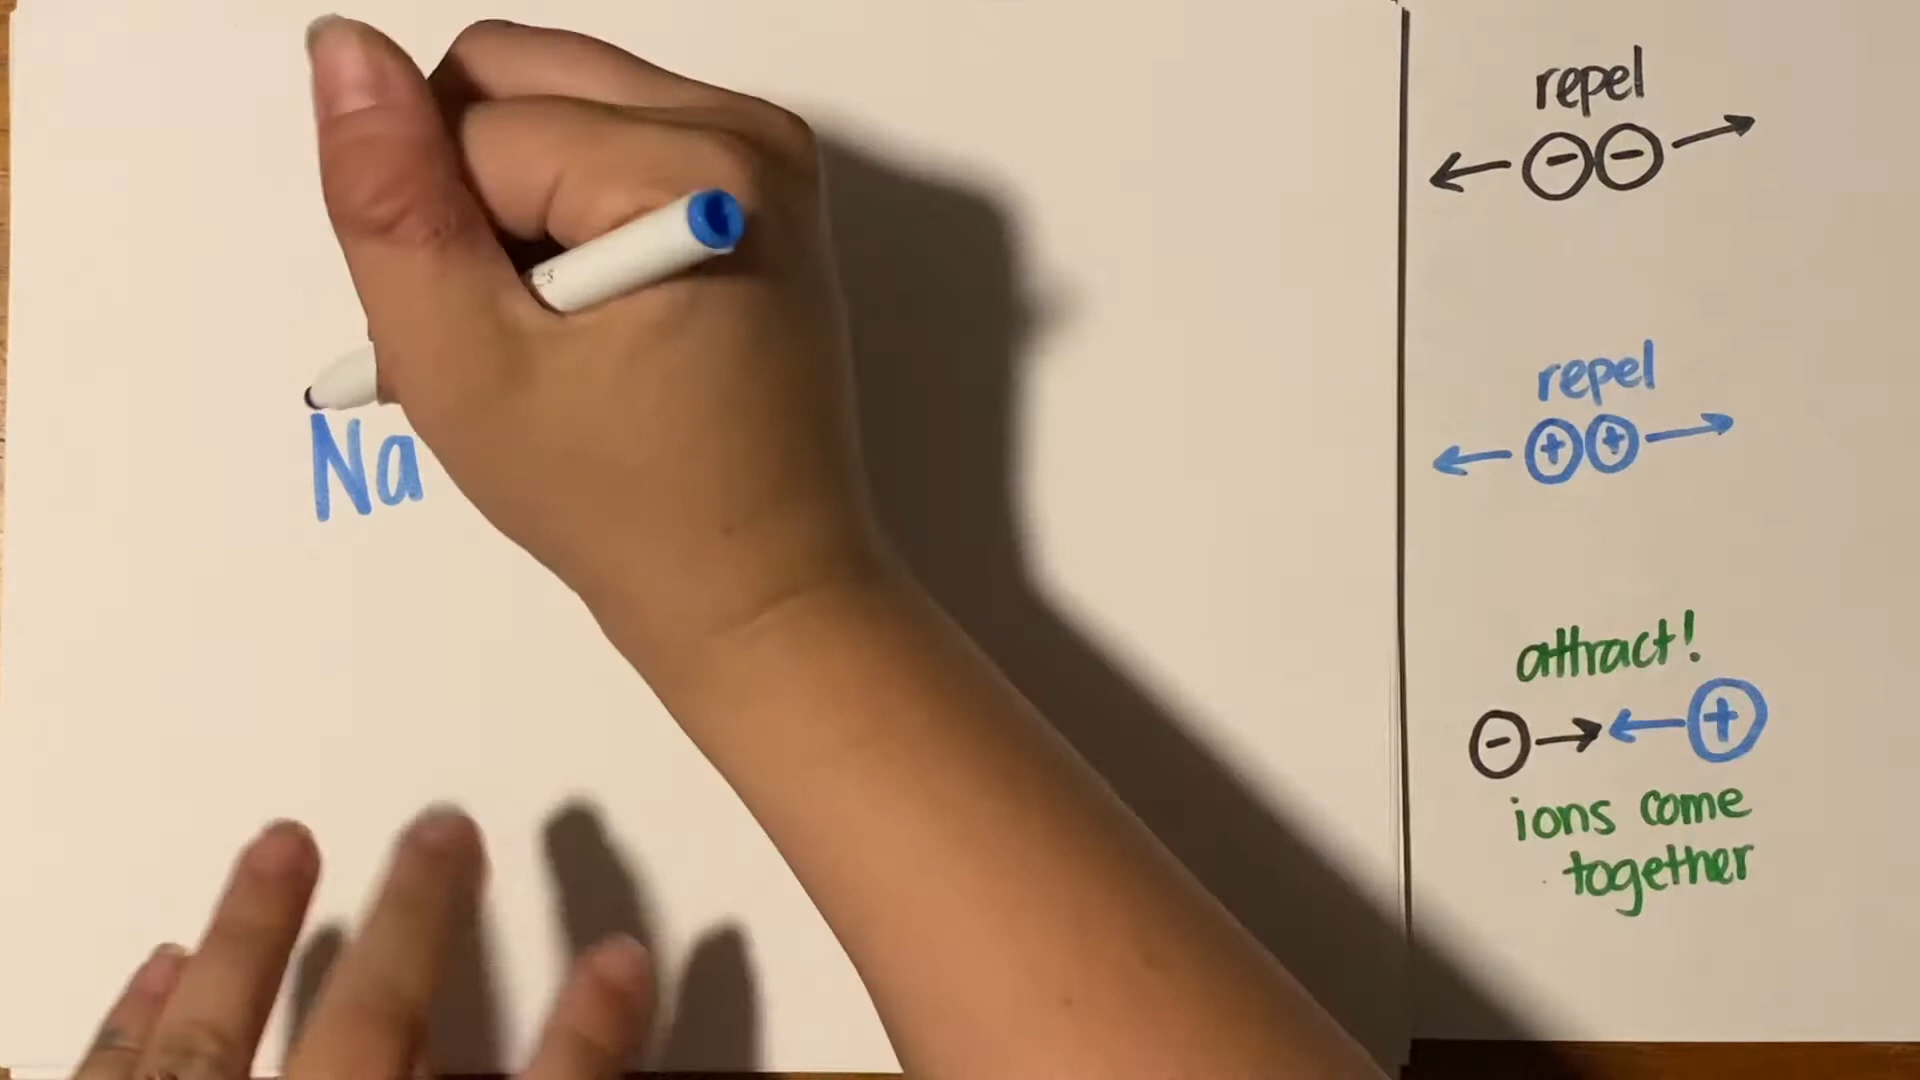 Na
repel
- -
repel
+ +
attract!
- +
ions come
together